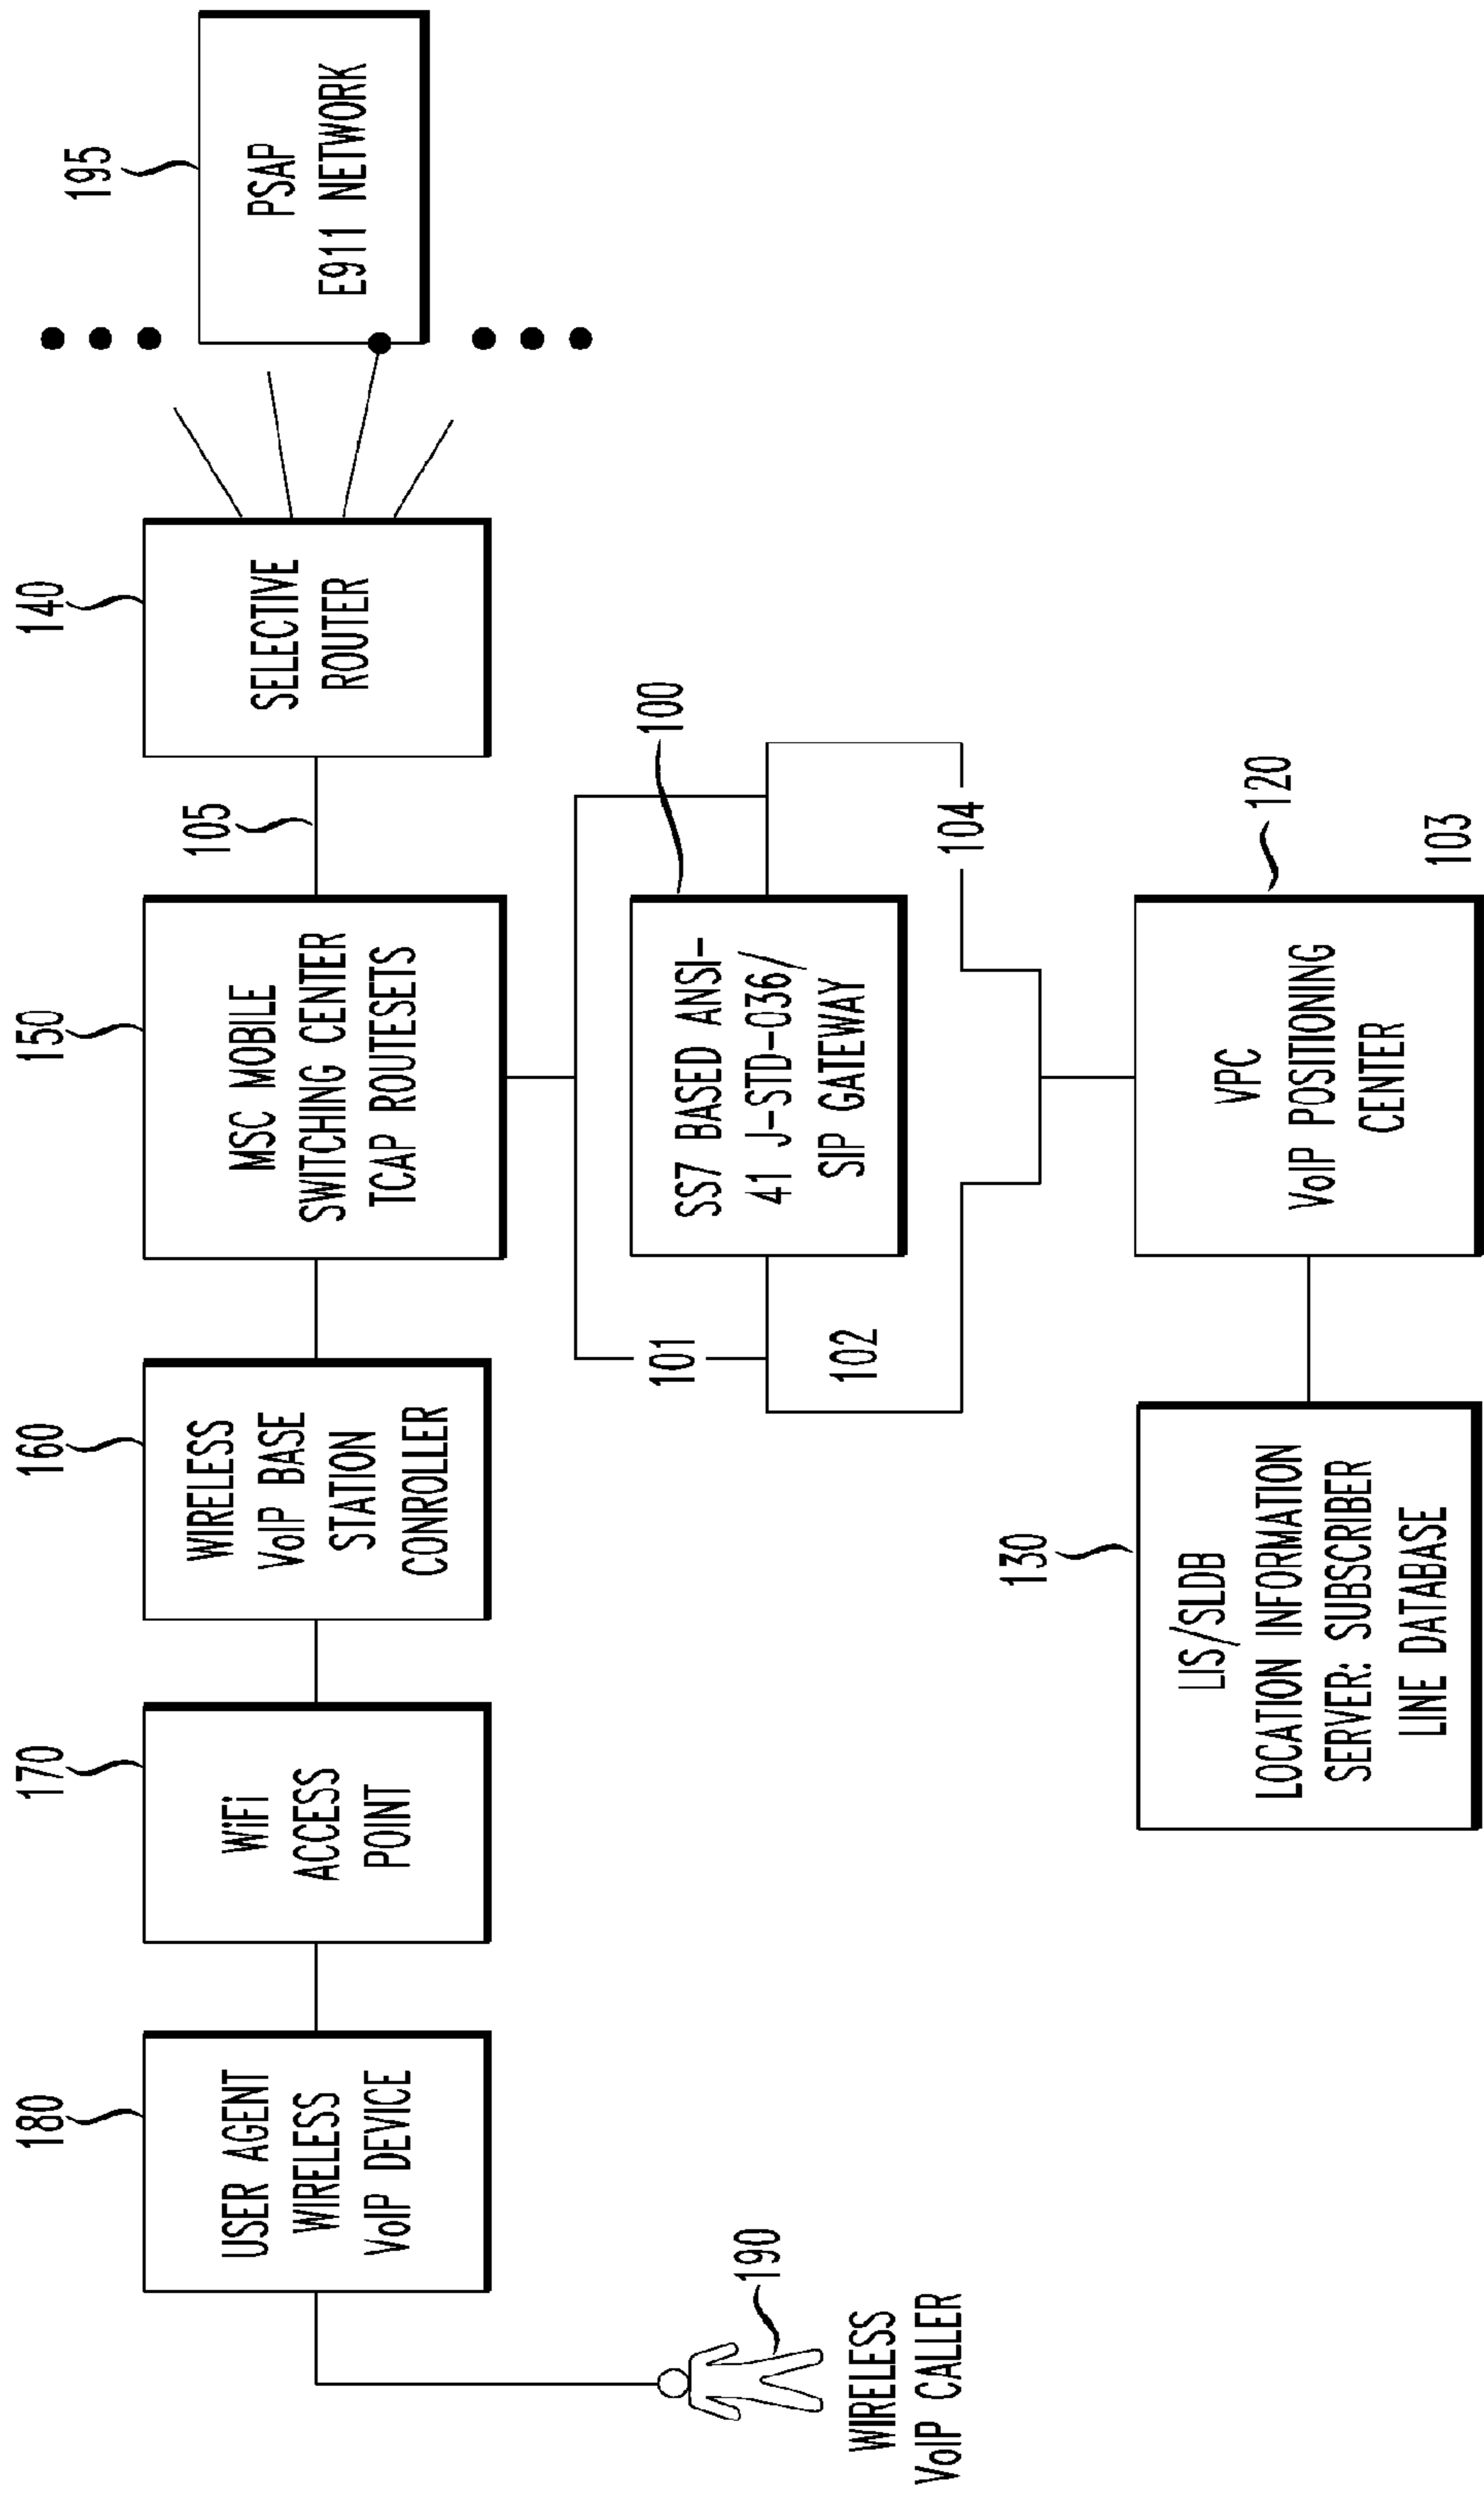 180
USER AGENT
WIRELESS
VoIP DEVICE
170
WiFi
ACCESS
POINT
160
WIRELESS
VoIP BASE
STATION
CONROLLER
150
MSC MOBILE
SWITCHING CENTER
TCAP ROUTESETS
105
140
SELECTIVE
ROUTER
195
PSAP
E911 NETWORK
190
WIRELESS
VoIP CALLER
101
102
100
SS7 BASED ANSI-
41 J-STD-036/
SIP GATEWAY
104
130
LIS/SLDB
LOCATION INFORMATION
SERVER: SUBSCRIBER
LINE DATABASE
120
VPC
VoIP POSITIONING
CENTER
103